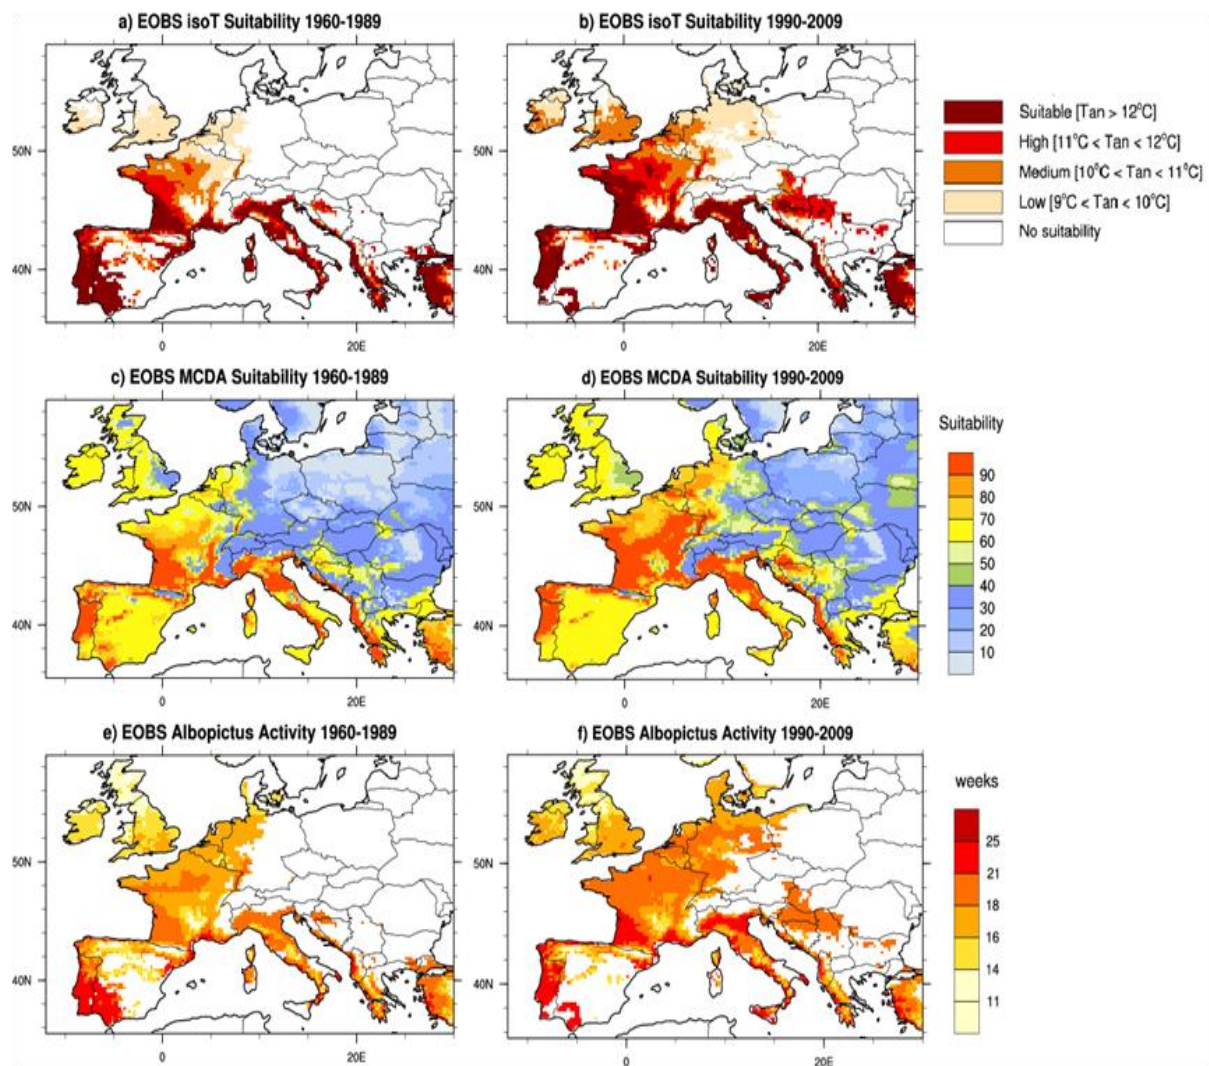 a) EOBS isoT Suitability 1960-1989
b) EOBS isoT Suitability 1990-2009
50N
40N
0
20E
50N
40N
0
20E
Suitable [Tan > 12°C]
High [11°C < Tan < 12°C]
Medium [10°C < Tan < 11°C]
Low [9°C < Tan < 10°C]
No suitability
c) EOBS MCDA Suitability 1960-1989
d) EOBS MCDA Suitability 1990-2009
50N
40N
0
20E
50N
40N
0
20E
Suitability
90
80
70
60
50
40
30
20
10
e) EOBS Albopictus Activity 1960-1989
f) EOBS Albopictus Activity 1990-2009
50N
40N
0
20E
50N
40N
0
20E
weeks
25
21
18
16
14
11